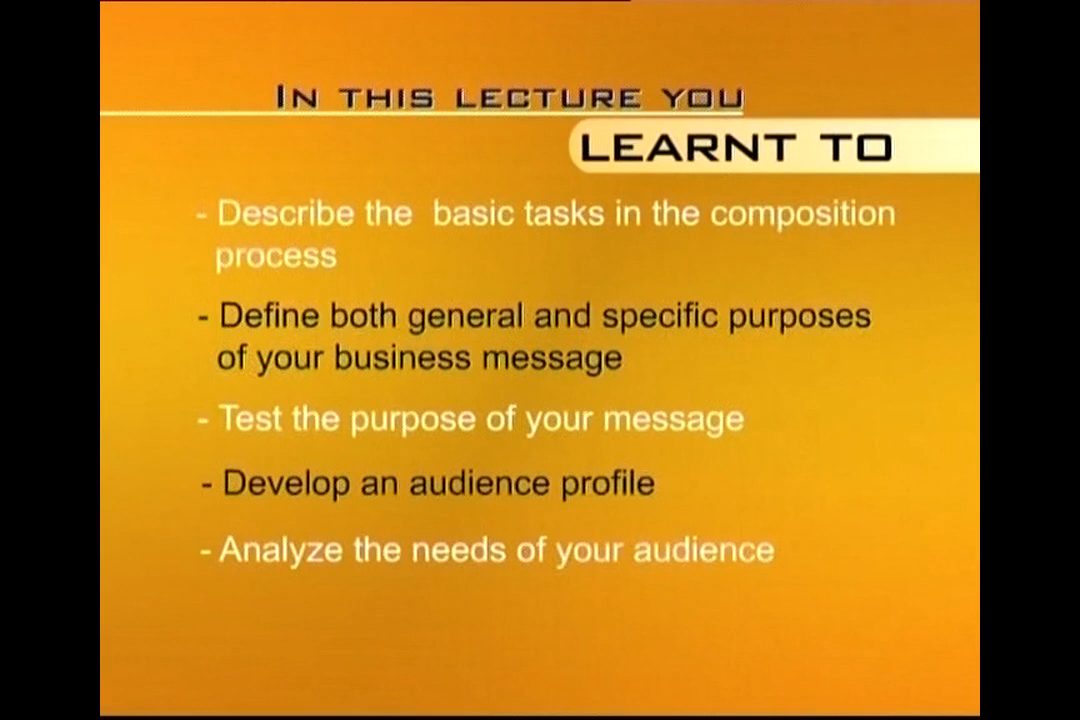 IN THIS LECTURE YOU
LEARNT TO
- Describe the basic tasks in the composition
process
- Define both general and specific purposes
of your business message
- Test the purpose of your message
- Develop an audience profile
- Analyze the needs of your audience